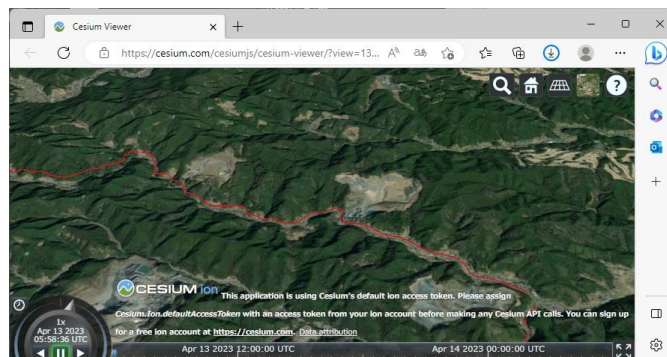 Cesium Viewer
https://cesium.com/cesiumjs/cesium-viewer/?view=13...
CESIUM ion
This application is using Cesium's default ion access token. Please assign
Cesium.Ion.defaultAccessToken with an access token from your ion account before making any Cesium API calls. You can sign up
for a free ion account at https://cesium.com. Data attribution
1x
Apr 13 2023
05:58:36 UTC
Apr 13 2023 12:00:00 UTC
Apr 14 2023 00:00:00 UTC